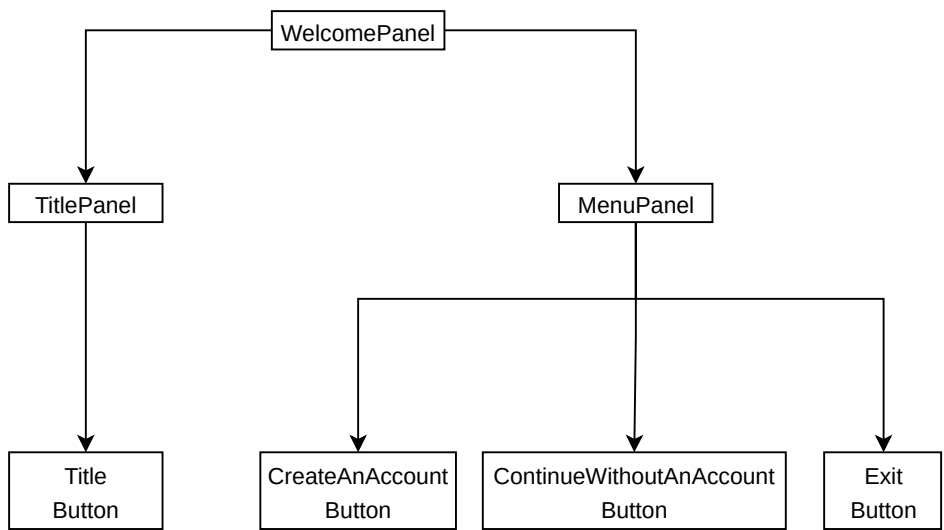 WelcomePanel
TitlePanel
MenuPanel
Title
Button
CreateAnAccount
Button
ContinueWithoutAnAccount
Button
Exit
Button